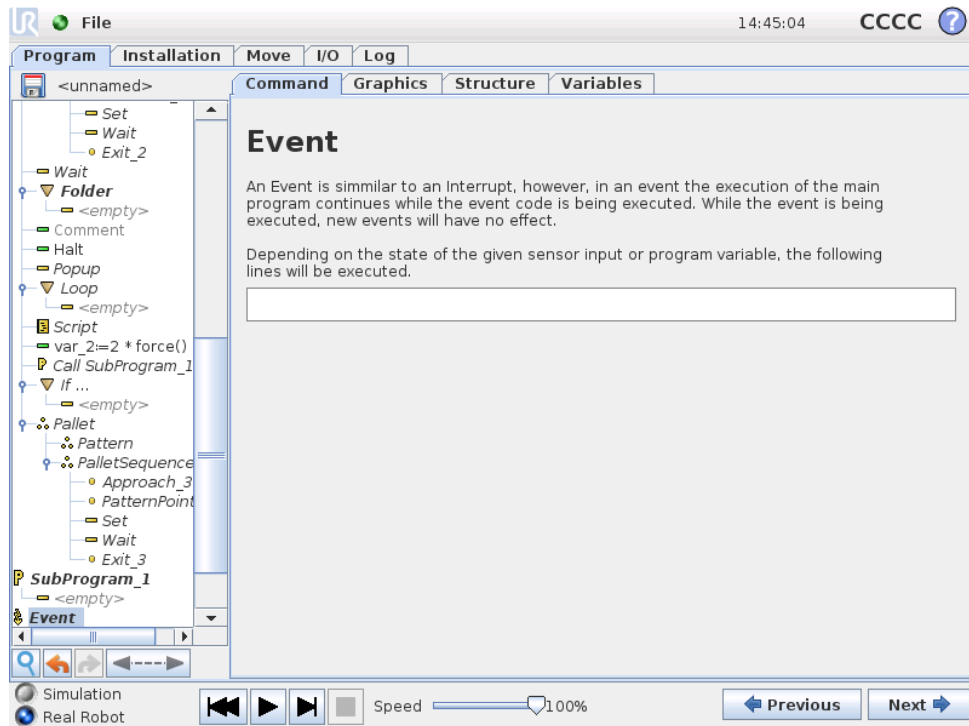 UR File 14:45:04 CCCC ?
Program Installation Move I/O Log
<unnamed>
Command Graphics Structure Variables
Set
Wait
Exit_2
Wait
Folder
<empty>
Comment
Halt
Popup
Loop
<empty>
Script
var_2:=2 * force()
Call SubProgram_1
If ...
<empty>
Pallet
Pattern
PalletSequence
Approach_3
PatternPoint
Set
Wait
Exit_3
SubProgram_1
<empty>
Event
Event
An Event is simmilar to an Interrupt, however, in an event the execution of the main
program continues while the event code is being executed. While the event is being
executed, new events will have no effect.
Depending on the state of the given sensor input or program variable, the following
lines will be executed.
Simulation
Real Robot
Speed 100%
Previous Next